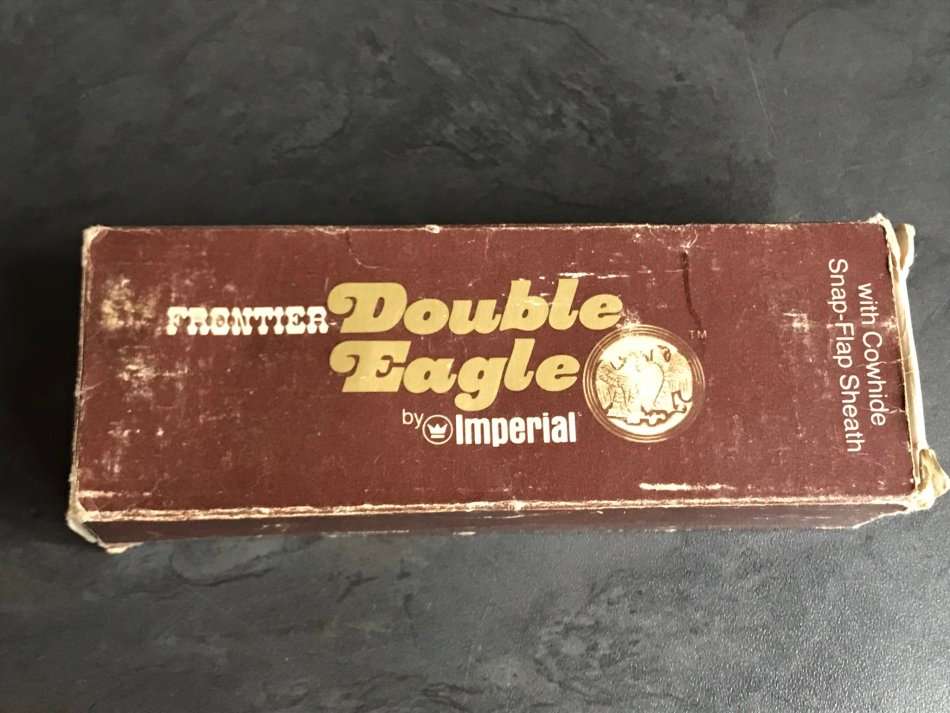 FRONTIER Double
Eagle
TM
by Imperial
with Cowhide
Snap-Flap Sheath